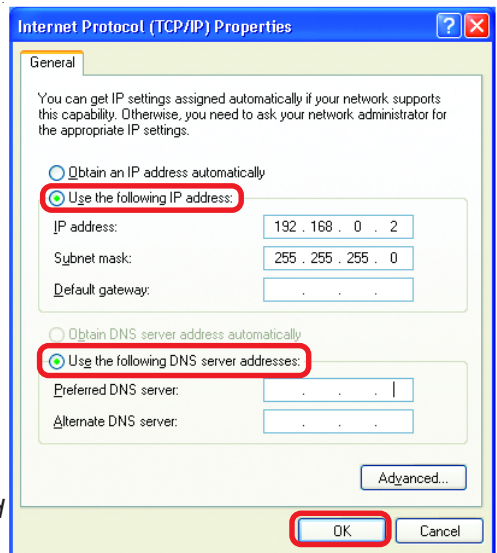 Internet Protocol (TCP/IP) Properties
General
You can get IP settings assigned automatically if your network supports
this capability. Otherwise, you need to ask your network administrator for
the appropriate IP settings.
Obtain an IP address automatically
Use the following IP address:
IP address: 192 . 168 . 0 . 2
Subnet mask: 255 . 255 . 255 . 0
Default gateway: . . .
Obtain DNS server address automatically
Use the following DNS server addresses:
Preferred DNS server: . . .
Alternate DNS server: . . .
Advanced...
OK Cancel